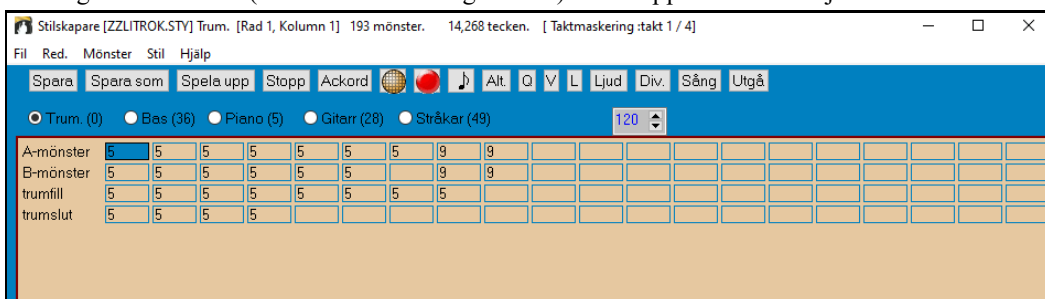 Stilskapare [ZZLITROK.STY] Trum. [Rad 1, Kolumn 1] 193 mönster. 14,268 tecken. [ Taktmaskering :takt 1 / 4]
Fil Red. Mönster Stil Hjälp
Spara Spara som Spela upp Stopp Ackord Alt. Q V L Ljud Div. Sång Utgå
Trum. (0) Bas (36) Piano (5) Gitarr (28) Stråkar (49) 120
A-mönster 5 5 5 5 5 5 5 9 9
B-mönster 5 5 5 5 5 5 9 9
trumfill 5 5 5 5 5 5 5 5
trumslut 5 5 5 5